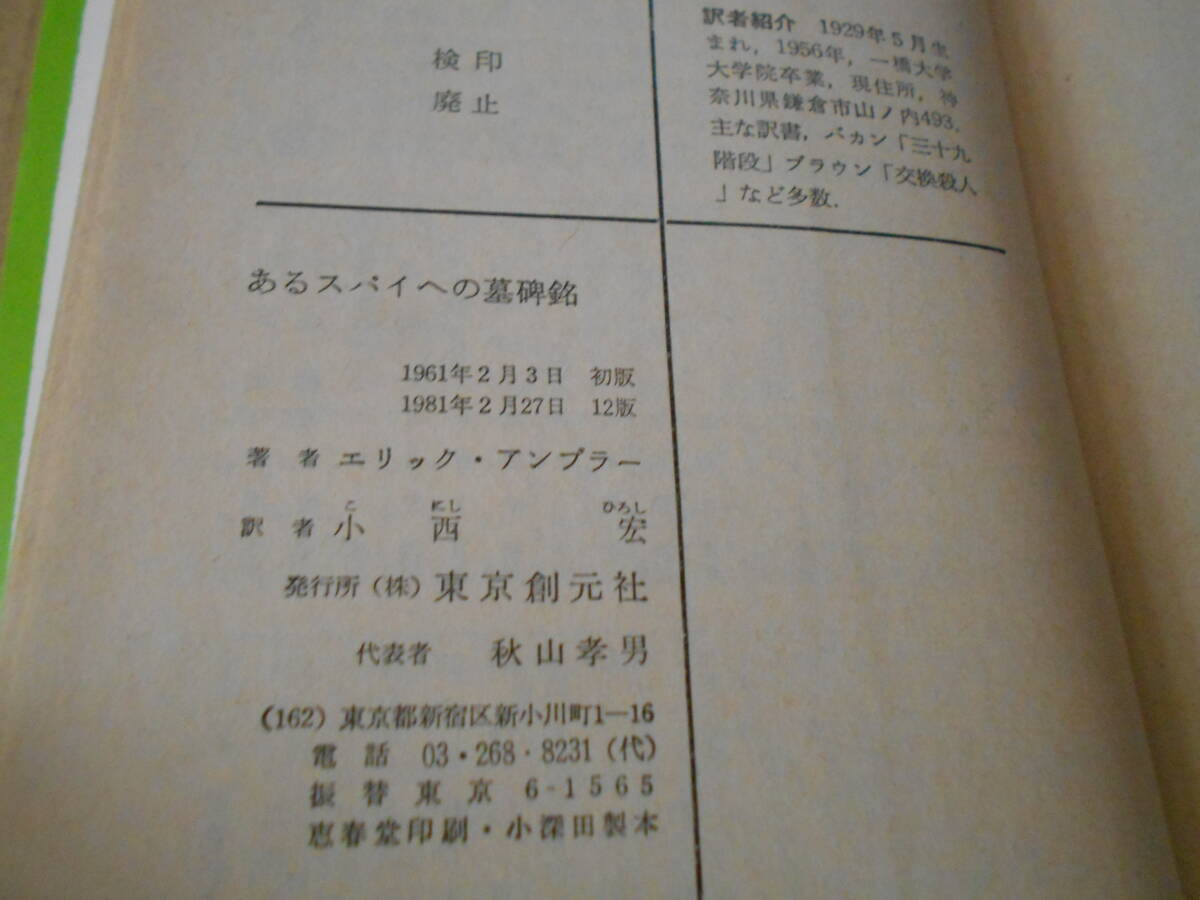 検印
廃止
訳者紹介 1929年5月生
まれ,1956年,一橋大学
大学院卒業,現住所,神
奈川県鎌倉市山ノ内493.
主な訳書,バカン「三十九
階段」ブラウン「交換殺人
」など多数.
あるスパイへの墓碑銘
1961年2月3日 初版
1981年2月27日 12版
著者 エリック・アンブラー
こ にし ひろし
訳者 小西 宏
発行所 (株) 東京創元社
代表者 秋山孝男
(162) 東京都新宿区新小川町1—16
電話 03・268・8231 (代)
振替東京 6-1565
恵春堂印刷・小深田製本